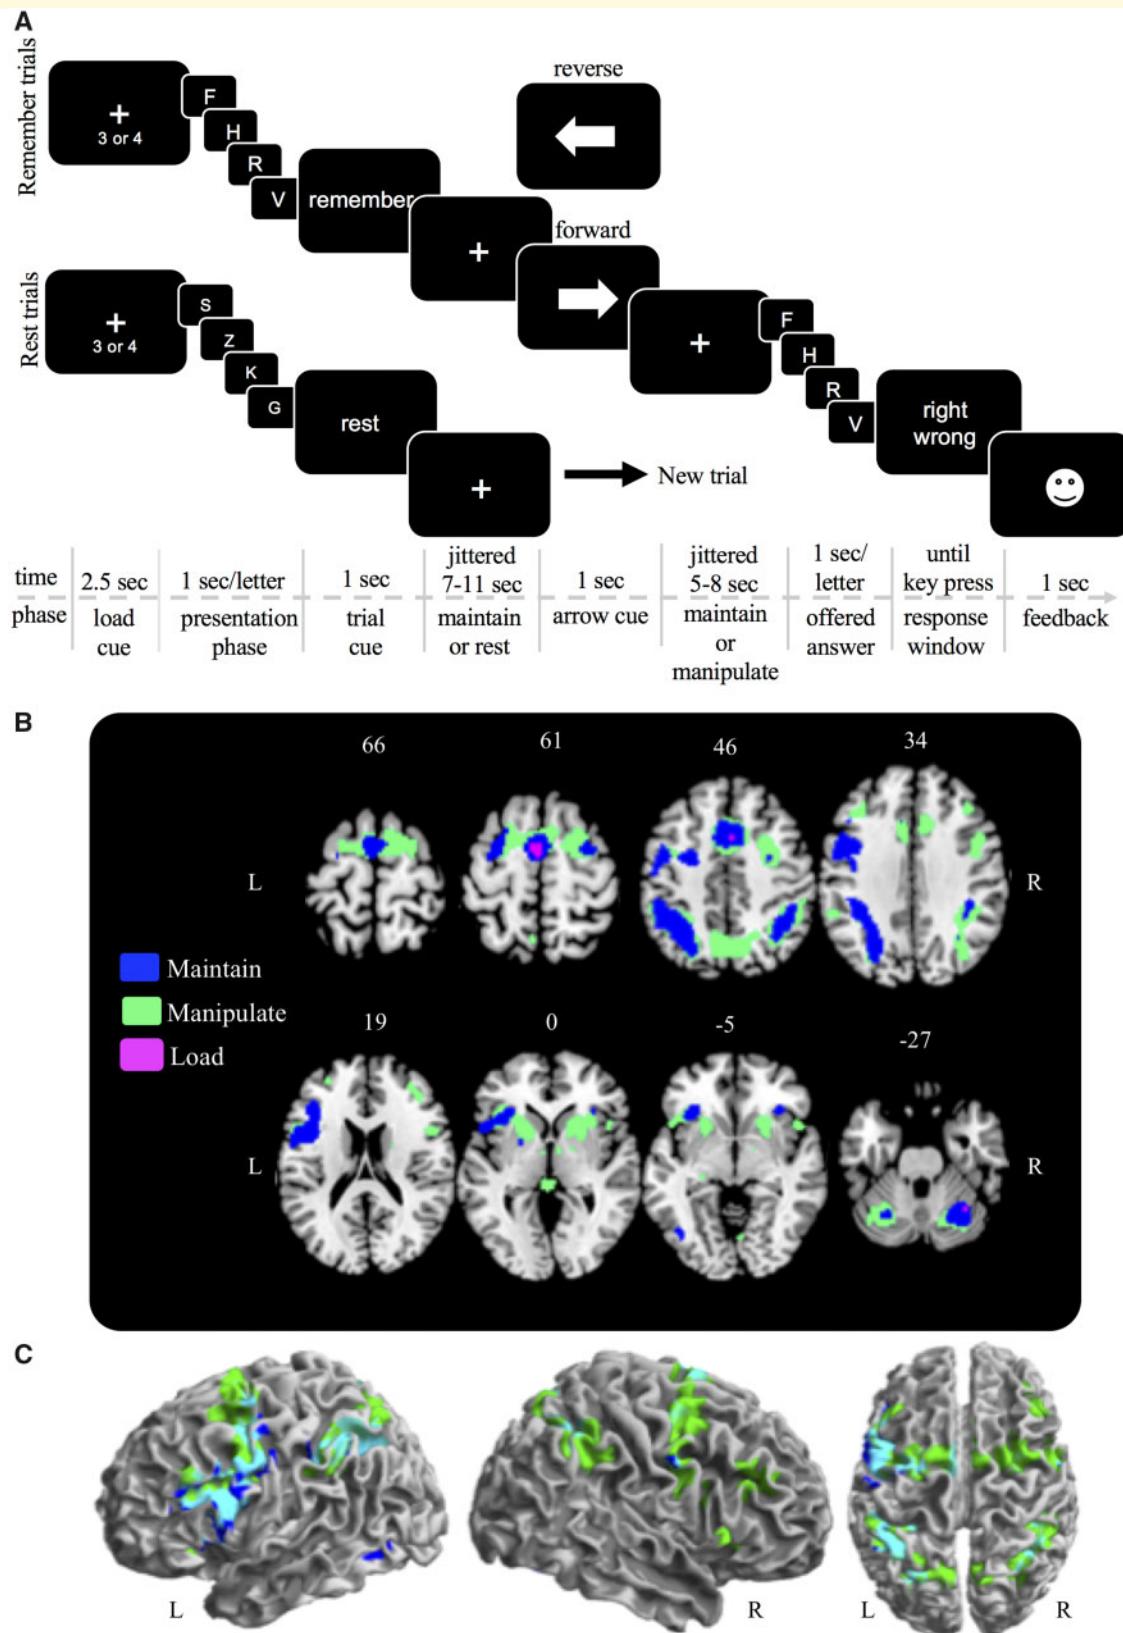 A
Remember trials
+
3 or 4
F
H
R
V
remember
+
reverse
forward
+
F
H
R
V
right
wrong
Rest trials
+
3 or 4
S
Z
K
G
rest
+
New trial
time
2.5 sec
1 sec/letter
1 sec
jittered
7-11 sec
1 sec
jittered
5-8 sec
1 sec/
letter
until
key press
1 sec
phase
load
cue
presentation
phase
trial
cue
maintain
or rest
arrow cue
maintain
or
manipulate
offered
answer
response
window
feedback
B
66 61 46 34
L R
Maintain
Manipulate
Load
19 0 -5 -27
L R
C
L R L R